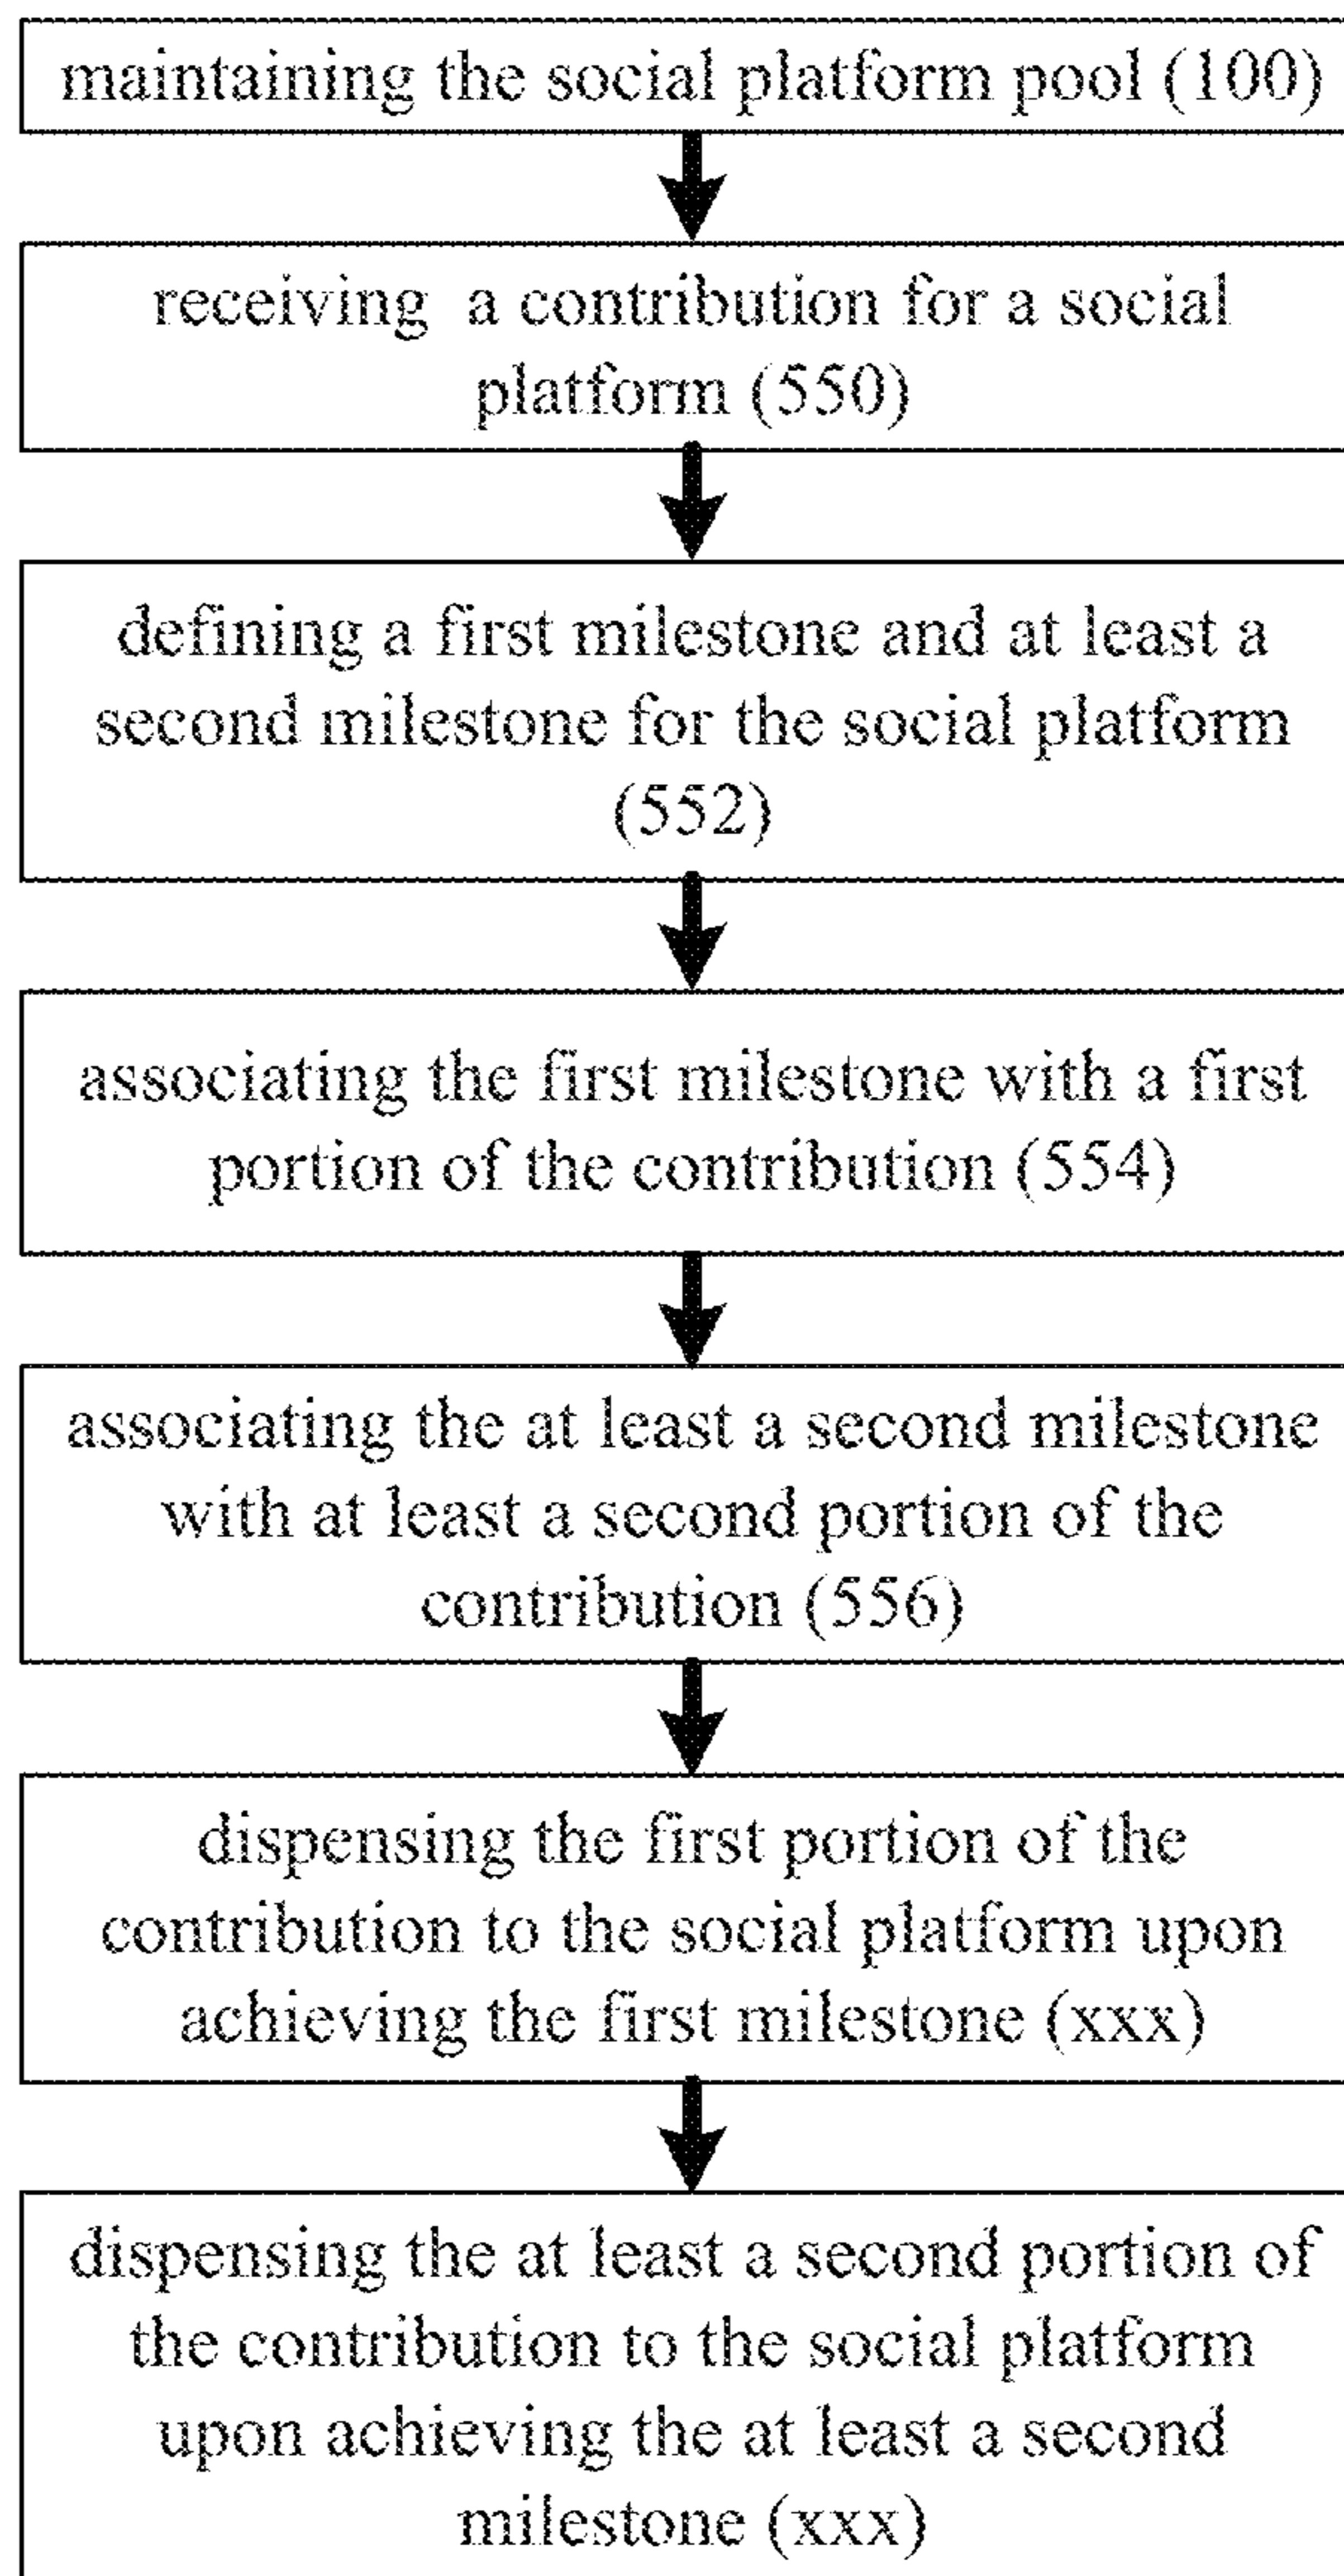 maintaining the social platform pool (100)
receiving a contribution for a social
platform (550)
defining a first milestone and at least a
second milestone for the social platform
(552)
associating the first milestone with a first
portion of the contribution (554)
associating the at least a second milestone
with at least a second portion of the
contribution (556)
dispensing the first portion of the
contribution to the social platform upon
achieving the first milestone (xxx)
dispensing the at least a second portion of
the contribution to the social platform
upon achieving the at least a second
milestone (xxx)